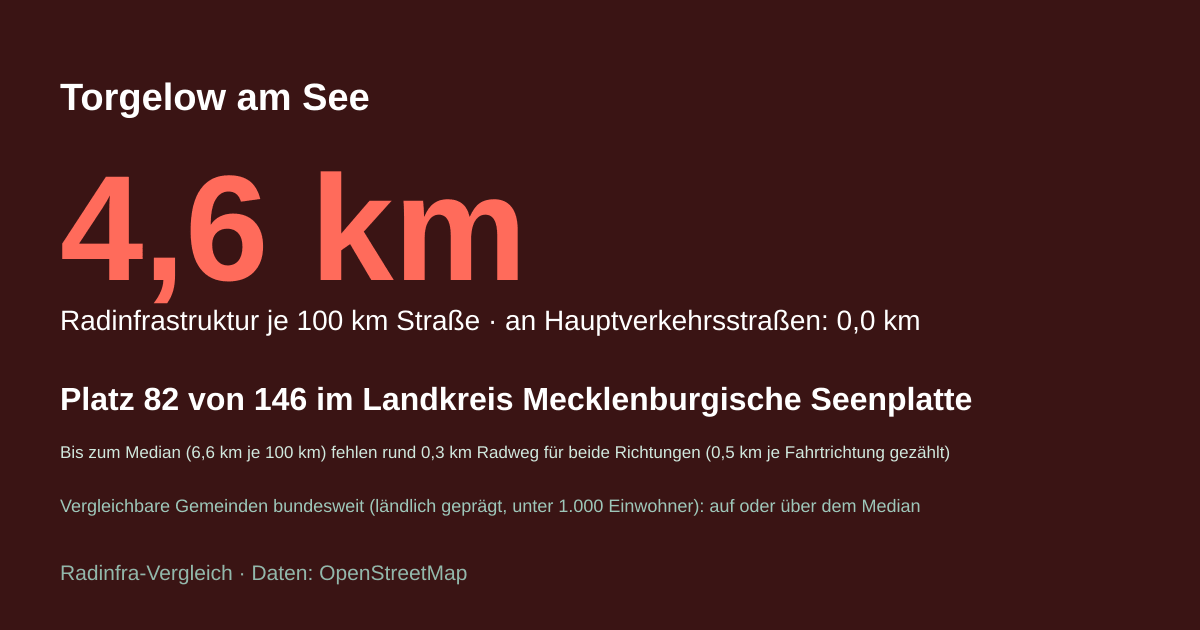 Torgelow am See
4,6 km
Radinfrastruktur je 100 km Straße · an Hauptverkehrsstraßen: 0,0 km
Platz 82 von 146 im Landkreis Mecklenburgische Seenplatte
Bis zum Median (6,6 km je 100 km) fehlen rund 0,3 km Radweg für beide Richtungen (0,5 km je Fahrtrichtung gezählt)
Vergleichbare Gemeinden bundesweit (ländlich geprägt, unter 1.000 Einwohner): auf oder über dem Median
Radinfra-Vergleich · Daten: OpenStreetMap